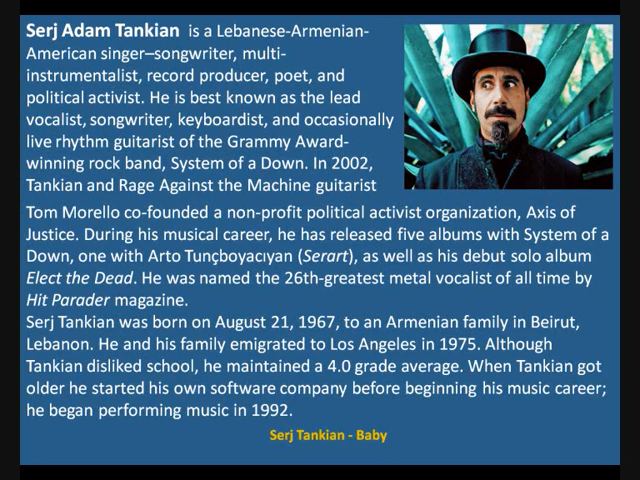 Serj Adam Tankian is a Lebanese-Armenian-
American singer–songwriter, multi-
instrumentalist, record producer, poet, and
political activist. He is best known as the lead
vocalist, songwriter, keyboardist, and occasionally
live rhythm guitarist of the Grammy Award-
winning rock band, System of a Down. In 2002,
Tankian and Rage Against the Machine guitarist
Tom Morello co-founded a non-profit political activist organization, Axis of
Justice. During his musical career, he has released five albums with System of a
Down, one with Arto Tunçboyacıyan (Serart), as well as his debut solo album
Elect the Dead. He was named the 26th-greatest metal vocalist of all time by
Hit Parader magazine.
Serj Tankian was born on August 21, 1967, to an Armenian family in Beirut,
Lebanon. He and his family emigrated to Los Angeles in 1975. Although
Tankian disliked school, he maintained a 4.0 grade average. When Tankian got
older he started his own software company before beginning his music career;
he began performing music in 1992.
Serj Tankian - Baby